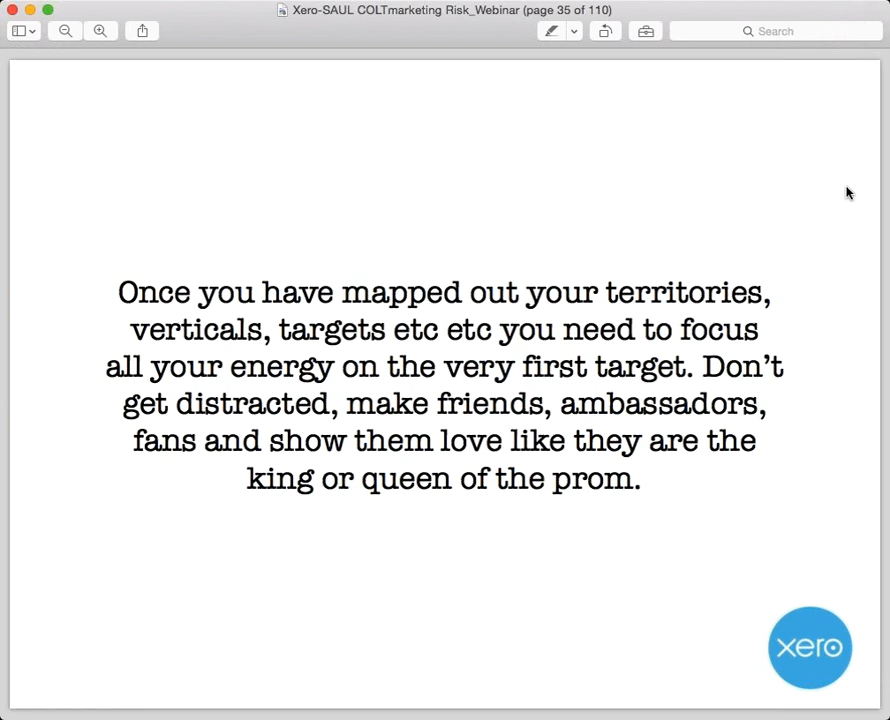 Xero-SAUL COLTmarketing Risk_Webinar (page 35 of 110)
Search
Once you have mapped out your territories,
verticals, targets etc etc you need to focus
all your energy on the very first target. Don’t
get distracted, make friends, ambassadors,
fans and show them love like they are the
king or queen of the prom.
xero